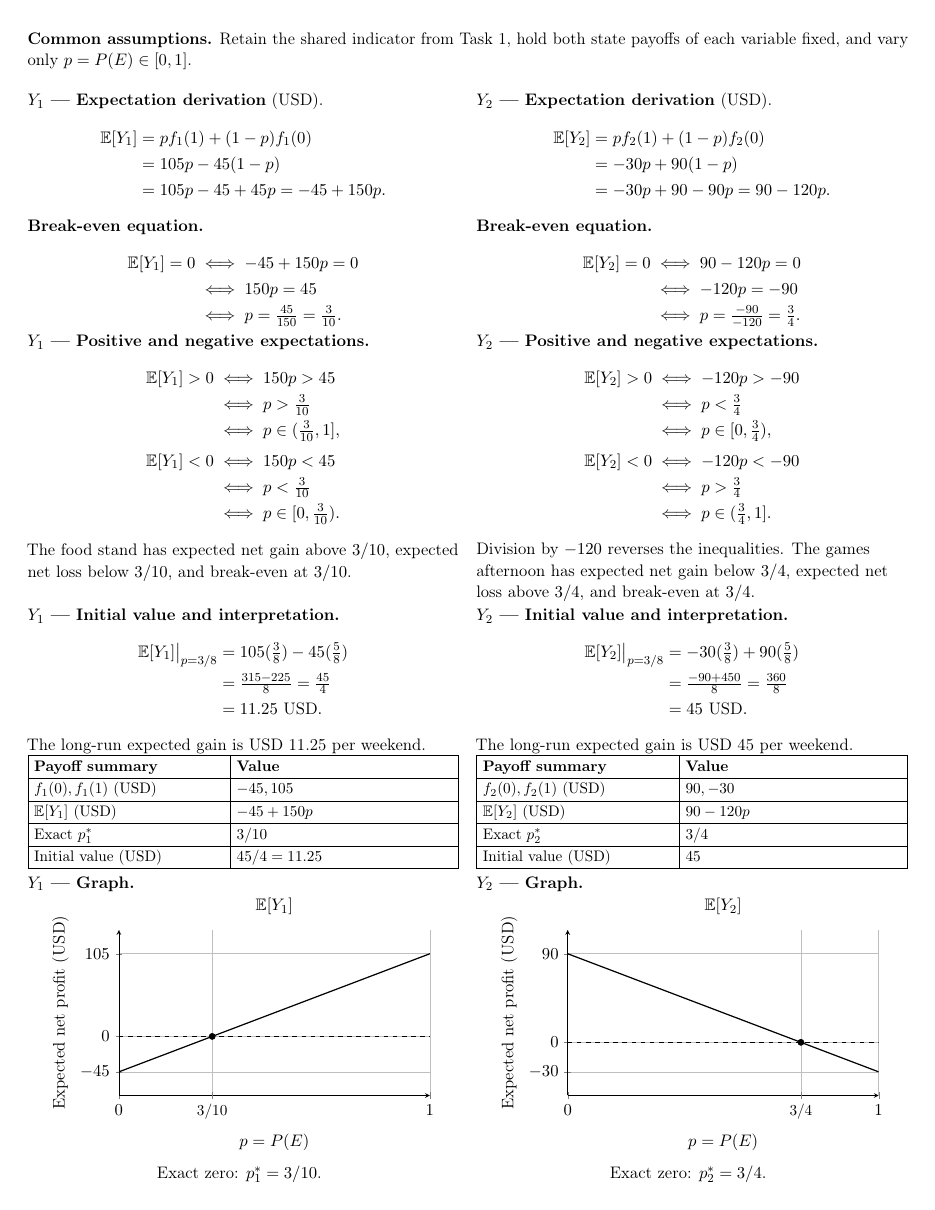 Common assumptions. Retain the shared indicator from Task 1, hold both state payoffs of each variable fixed, and vary
only p = P(E) ∈ [0, 1].
Y₁ — Expectation derivation (USD).
𝔼[Y₁] = pf₁(1) + (1 − p)f₁(0)
= 105p − 45(1 − p)
= 105p − 45 + 45p = −45 + 150p.
Break-even equation.
𝔼[Y₁] = 0 ⟺ −45 + 150p = 0
⟺ 150p = 45
⟺ p = 45/150 = 3/10.
Y₁ — Positive and negative expectations.
𝔼[Y₁] > 0 ⟺ 150p > 45
⟺ p > 3/10
⟺ p ∈ (3/10, 1],
𝔼[Y₁] < 0 ⟺ 150p < 45
⟺ p < 3/10
⟺ p ∈ [0, 3/10).
The food stand has expected net gain above 3/10, expected
net loss below 3/10, and break-even at 3/10.
Y₁ — Initial value and interpretation.
𝔼[Y₁]|p=3/8 = 105(3/8) − 45(5/8)
= 315−225/8 = 45/4
= 11.25 USD.
The long-run expected gain is USD 11.25 per weekend.
Payoff summary Value
f₁(0), f₁(1) (USD) −45, 105
𝔼[Y₁] (USD) −45 + 150p
Exact p₁* 3/10
Initial value (USD) 45/4 = 11.25
Y₁ — Graph.
𝔼[Y₁]
Expected net profit (USD)
105
0
−45
0 3/10 1
p = P(E)
Exact zero: p₁* = 3/10.
Y₂ — Expectation derivation (USD).
𝔼[Y₂] = pf₂(1) + (1 − p)f₂(0)
= −30p + 90(1 − p)
= −30p + 90 − 90p = 90 − 120p.
Break-even equation.
𝔼[Y₂] = 0 ⟺ 90 − 120p = 0
⟺ −120p = −90
⟺ p = −90/−120 = 3/4.
Y₂ — Positive and negative expectations.
𝔼[Y₂] > 0 ⟺ −120p > −90
⟺ p < 3/4
⟺ p ∈ [0, 3/4),
𝔼[Y₂] < 0 ⟺ −120p < −90
⟺ p > 3/4
⟺ p ∈ (3/4, 1].
Division by −120 reverses the inequalities. The games
afternoon has expected net gain below 3/4, expected net
loss above 3/4, and break-even at 3/4.
Y₂ — Initial value and interpretation.
𝔼[Y₂]|p=3/8 = −30(3/8) + 90(5/8)
= −90+450/8 = 360/8
= 45 USD.
The long-run expected gain is USD 45 per weekend.
Payoff summary Value
f₂(0), f₂(1) (USD) 90, −30
𝔼[Y₂] (USD) 90 − 120p
Exact p₂* 3/4
Initial value (USD) 45
Y₂ — Graph.
𝔼[Y₂]
Expected net profit (USD)
90
0
−30
0 3/4 1
p = P(E)
Exact zero: p₂* = 3/4.